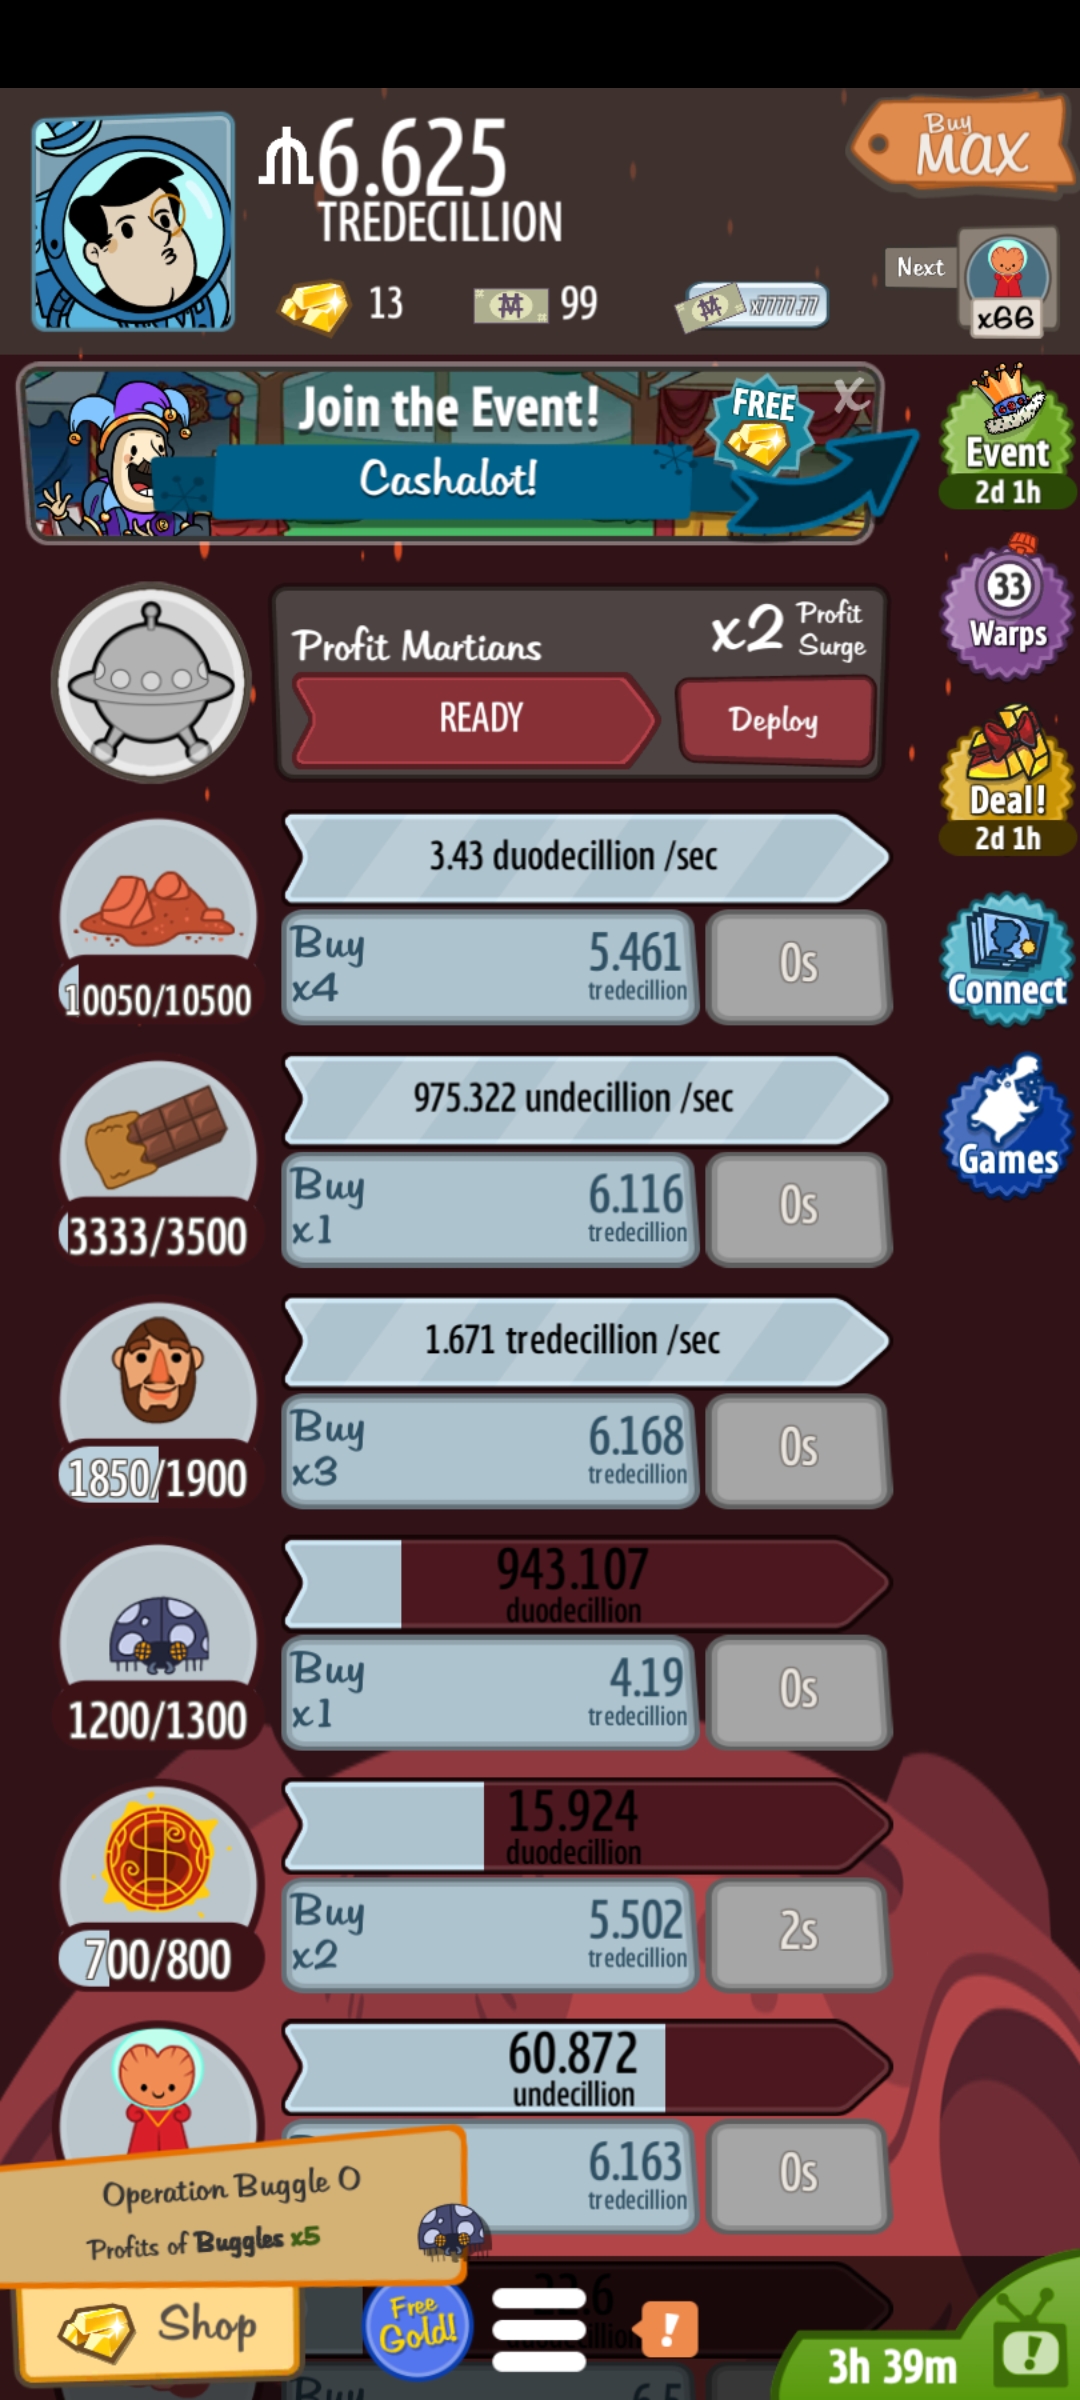 Buy
MAX
6.625
TREDECILLION
13
99
x7777.77
Next
x66
Join the Event!
FREE
X
Cashalot!
Event
2d 1h
33
Warps
Profit Martians
x2 Profit Surge
READY
Deploy
Deal!
2d 1h
3.43 duodecillion /sec
Buy
x4
5.461
tredecillion
0s
10050/10500
Connect
975.322 undecillion /sec
Buy
x1
6.116
tredecillion
0s
3333/3500
Games
1.671 tredecillion /sec
Buy
x3
6.168
tredecillion
0s
1850/1900
943.107
duodecillion
Buy
x1
4.19
tredecillion
0s
1200/1300
15.924
duodecillion
Buy
x2
5.502
tredecillion
2s
700/800
60.872
undecillion
6.163
tredecillion
0s
Operation Buggle O
Profits of Buggles x5
Shop
Free
Gold!
!
3h 39m
!
Buy
6.5